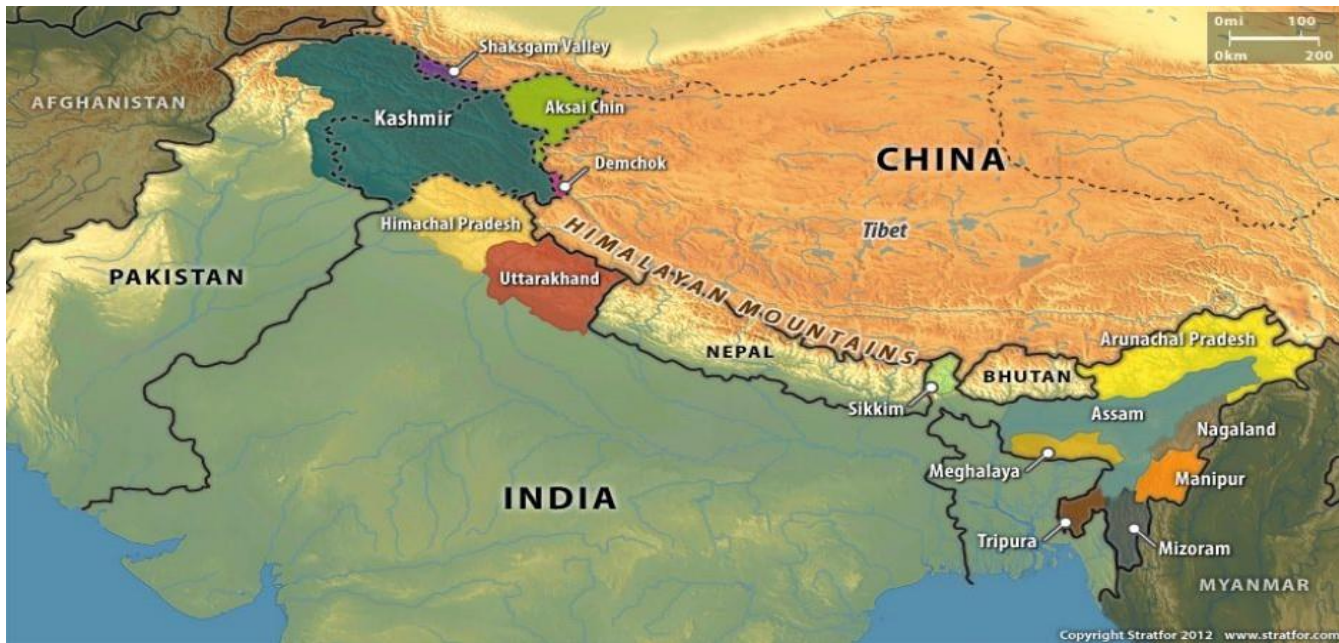 0mi 100
0km 200
Shaksgam Valley
AFGHANISTAN
Kashmir
Aksai Chin
Demchok
CHINA
Tibet
Himachal Pradesh
HIMALAYAN MOUNTAINS
PAKISTAN
Uttarakhand
NEPAL
Arunachal Pradesh
BHUTAN
Sikkim
Assam
Nagaland
Meghalaya
Manipur
INDIA
Tripura
Mizoram
MYANMAR
Copyright Stratfor 2012 www.stratfor.com